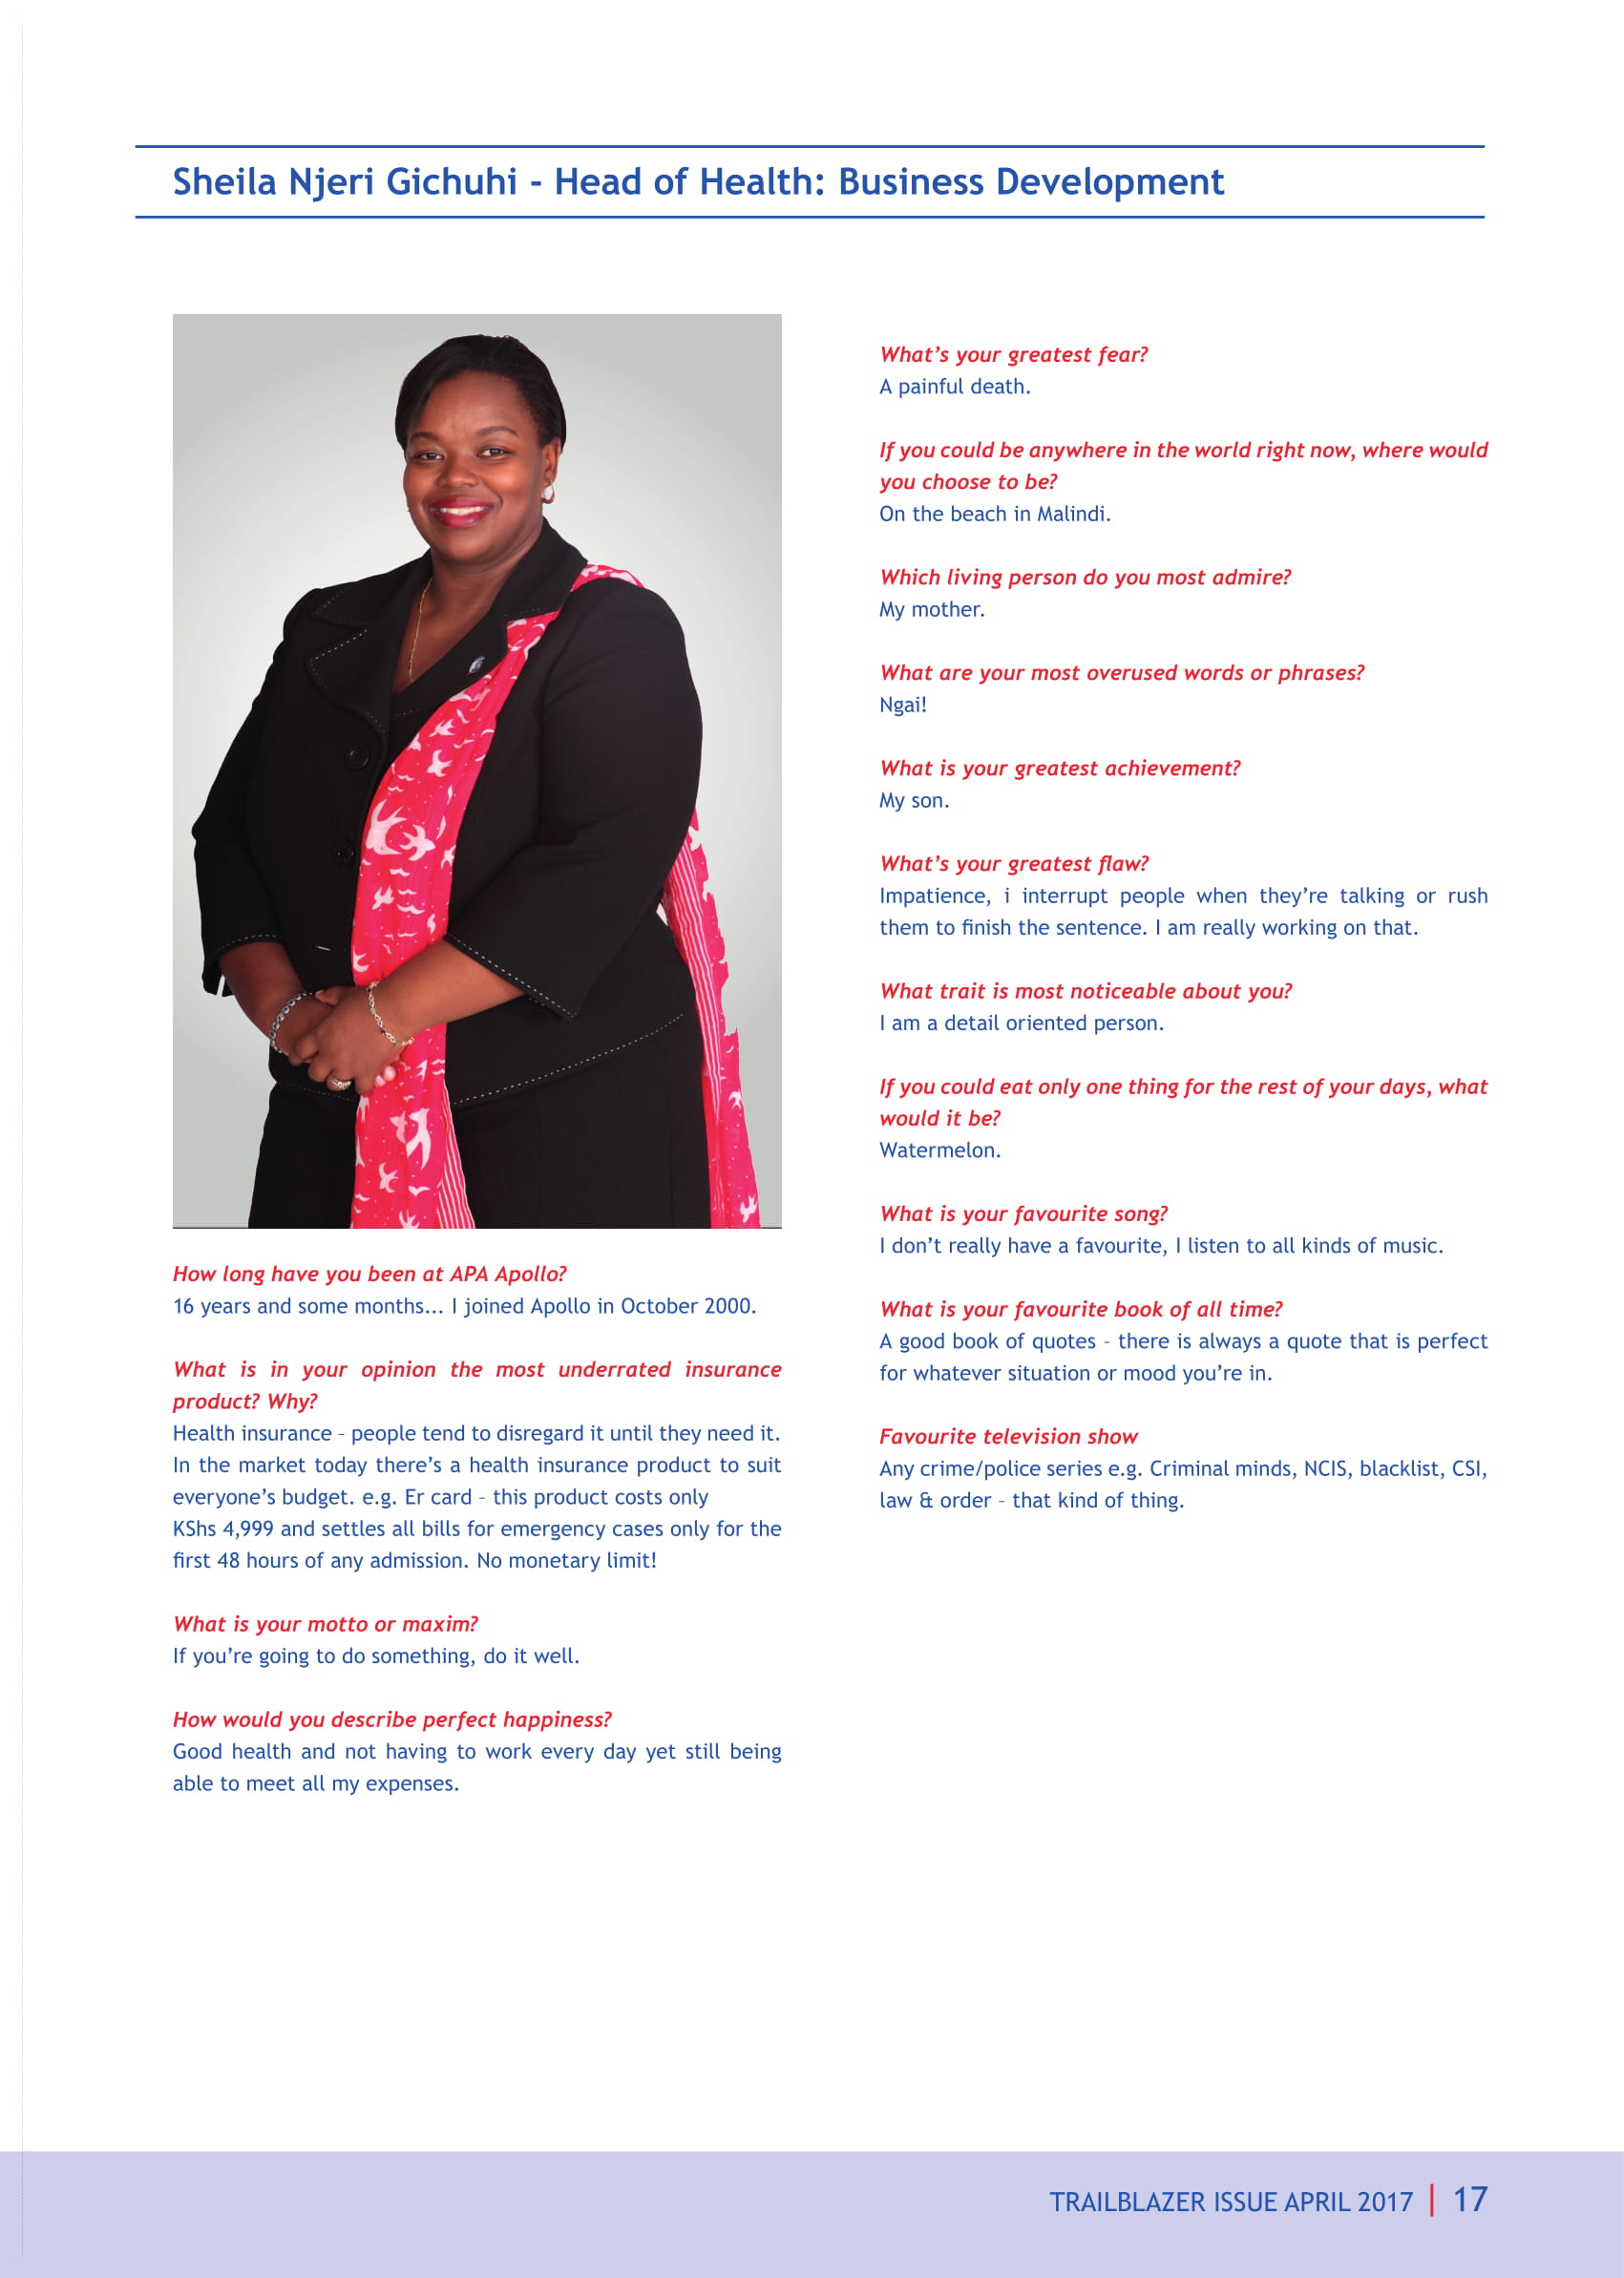 Sheila Njeri Gichuhi - Head of Health: Business Development
How long have you been at APA Apollo?
16 years and some months... I joined Apollo in October 2000.
What is in your opinion the most underrated insurance
product? Why?
Health insurance – people tend to disregard it until they need it.
In the market today there’s a health insurance product to suit
everyone’s budget. e.g. Er card – this product costs only
KShs 4,999 and settles all bills for emergency cases only for the
first 48 hours of any admission. No monetary limit!
What is your motto or maxim?
If you’re going to do something, do it well.
How would you describe perfect happiness?
Good health and not having to work every day yet still being
able to meet all my expenses.
What’s your greatest fear?
A painful death.
If you could be anywhere in the world right now, where would
you choose to be?
On the beach in Malindi.
Which living person do you most admire?
My mother.
What are your most overused words or phrases?
Ngai!
What is your greatest achievement?
My son.
What’s your greatest flaw?
Impatience, i interrupt people when they’re talking or rush
them to finish the sentence. I am really working on that.
What trait is most noticeable about you?
I am a detail oriented person.
If you could eat only one thing for the rest of your days, what
would it be?
Watermelon.
What is your favourite song?
I don’t really have a favourite, I listen to all kinds of music.
What is your favourite book of all time?
A good book of quotes – there is always a quote that is perfect
for whatever situation or mood you’re in.
Favourite television show
Any crime/police series e.g. Criminal minds, NCIS, blacklist, CSI,
law & order – that kind of thing.
TRAILBLAZER ISSUE APRIL 2017 | 17